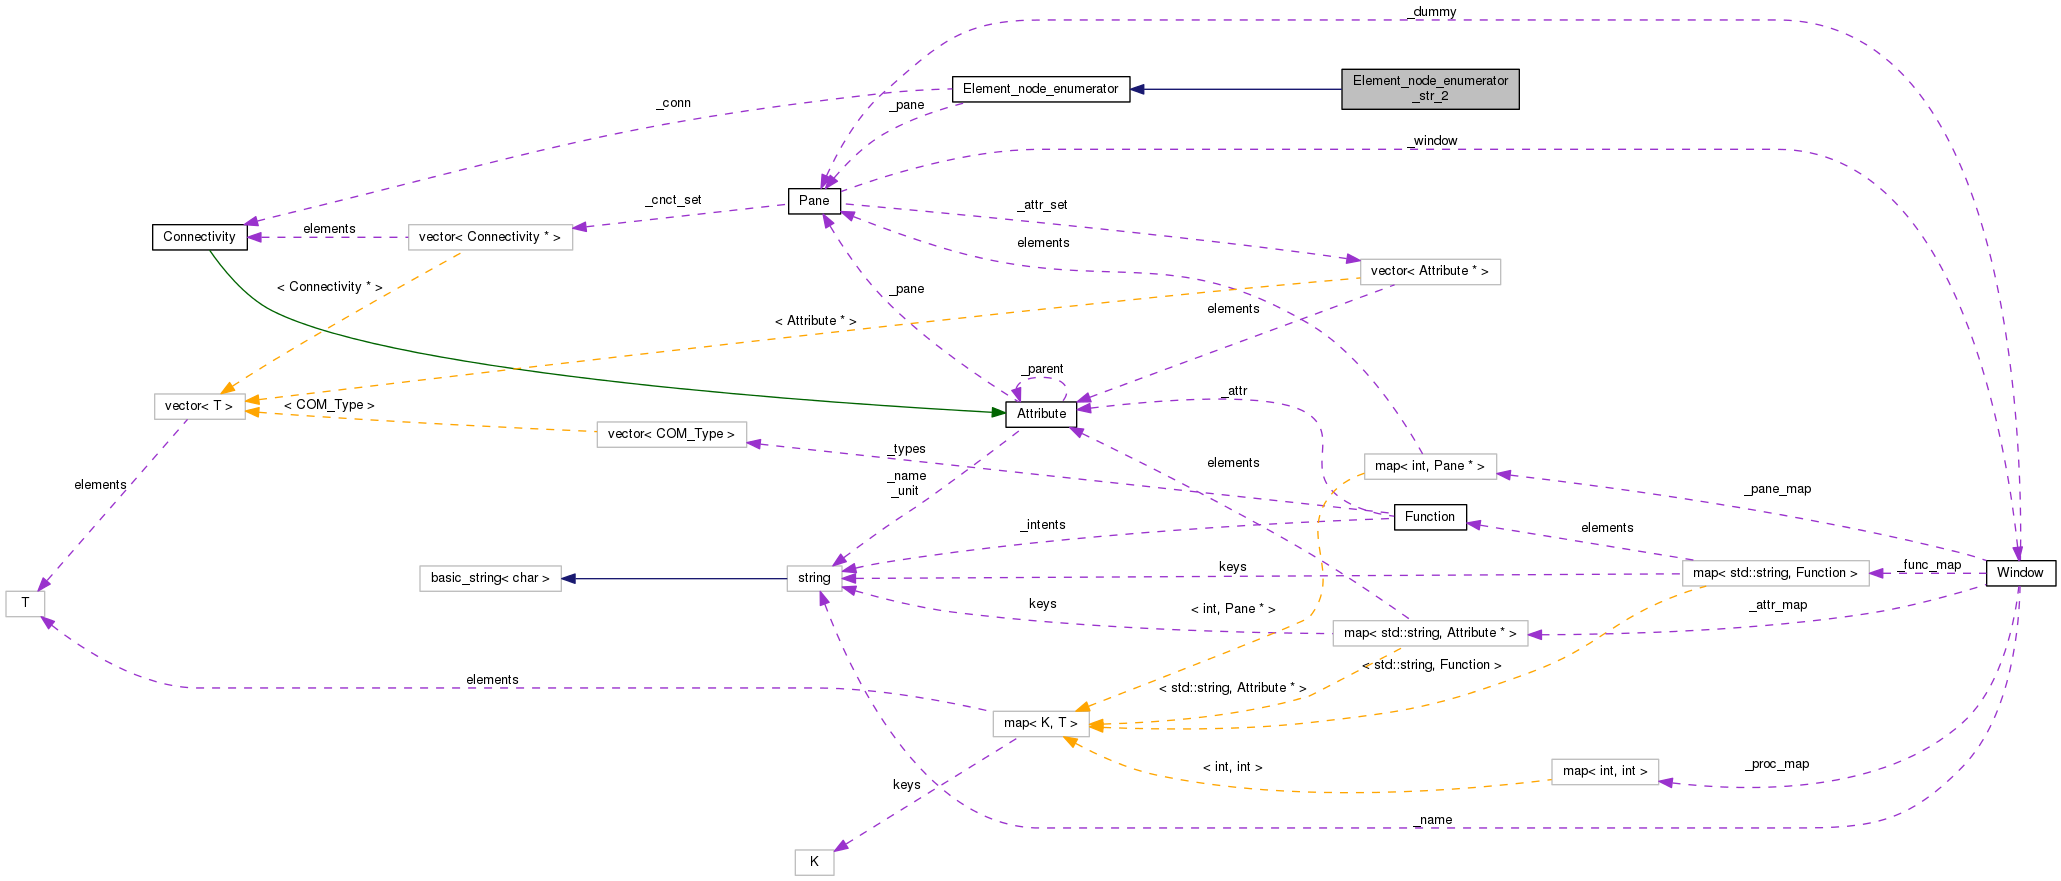 _dummy
Element_node_enumerator
_str_2
Element_node_enumerator
_conn
_pane
_window
Pane
_cnct_set
_attr_set
Connectivity
elements
vector< Connectivity * >
elements
vector< Attribute * >
< Connectivity * >
_pane
elements
< Attribute * >
_parent
_attr
vector< T >
< COM_Type >
Attribute
vector< COM_Type >
_types
elements
map< int, Pane * >
elements
_name
_unit
_pane_map
Function
_intents
elements
basic_string< char >
string
keys
map< std::string, Function >
_func_map
Window
T
keys
< int, Pane * >
_attr_map
map< std::string, Attribute * >
< std::string, Function >
elements
< std::string, Attribute * >
map< K, T >
< int, int >
map< int, int >
_proc_map
keys
_name
K